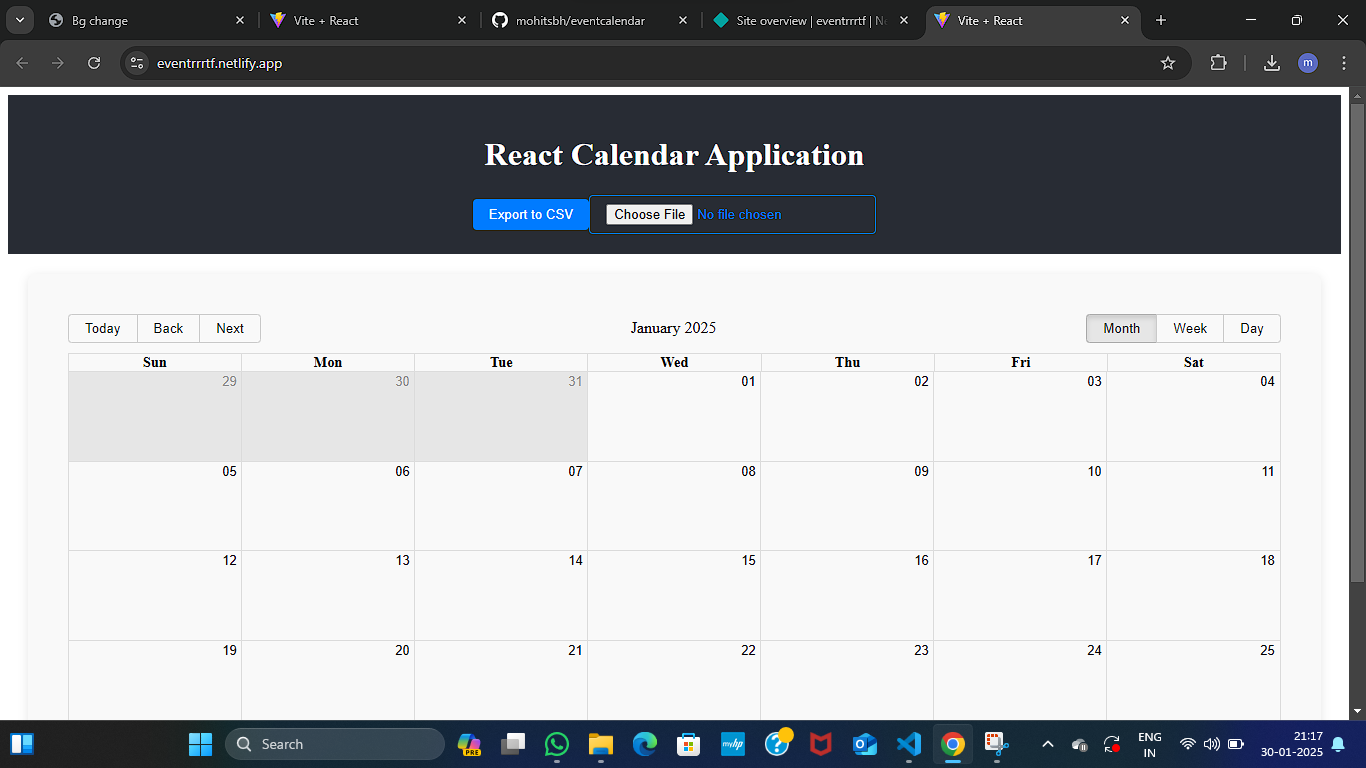 Bg change
Vite + React
mohitsbh/eventcalendar
Site overview | eventrrrtf | Ne
Vite + React
eventrrrtf.netlify.app
m
React Calendar Application
Export to CSV Choose File No file chosen
Today Back Next January 2025 Month Week Day
Sun Mon Tue Wed Thu Fri Sat
29 30 31 01 02 03 04
05 06 07 08 09 10 11
12 13 14 15 16 17 18
19 20 21 22 23 24 25
Search
PRE
myhp
ENG
IN
21:17
30-01-2025